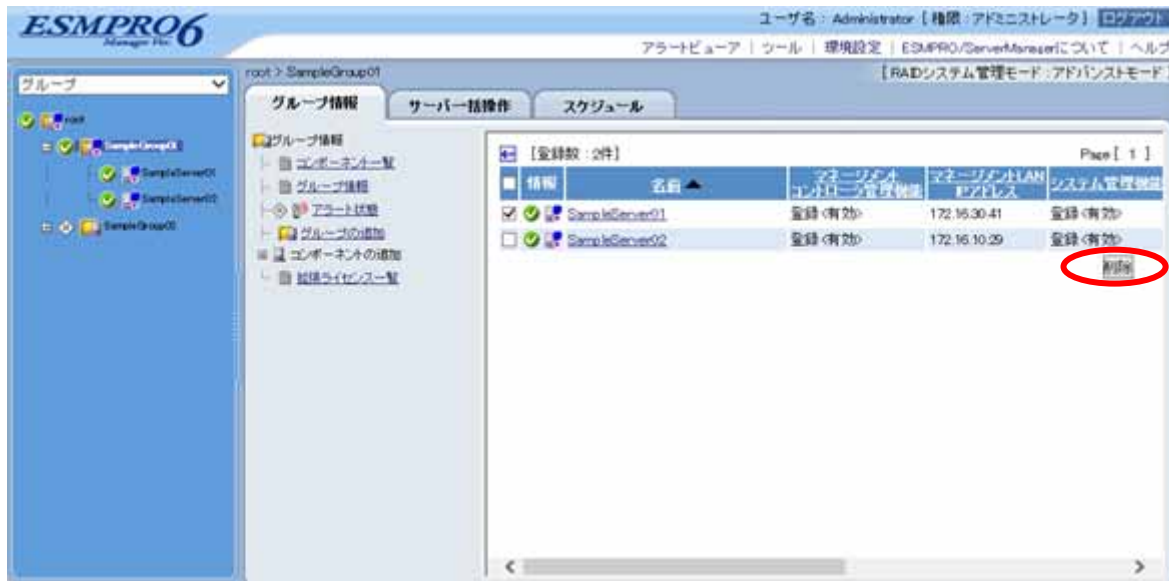 ESMPRO6
Manager Ver.
ユーザ名 : Administrator [ 権限 : アドミニストレータ ] ログアウト
アラートビューア | ツール | 環境設定 | ESMPRO/ServerManagerについて | ヘルプ
グループ
root > SampleGroup01
[ RAIDシステム管理モード : アドバンストモード ]
グループ情報 サーバ一括操作 スケジュール
root
SampleGroup01
SampleServer01
SampleServer02
グループ情報
コンポーネント一覧
グループ情報
アラート状態
グループの追加
コンポーネントの追加
拡張ライセンス一覧
[登録数 : 2件] Page [ 1 ]
情報 名前 マネージメントコントローラ管理機能 マネージメントLAN IPアドレス システム管理機能
SampleServer01 登録<有効> 172.16.30.41 登録<有効>
SampleServer02 登録<有効> 172.16.10.29 登録<有効>
削除